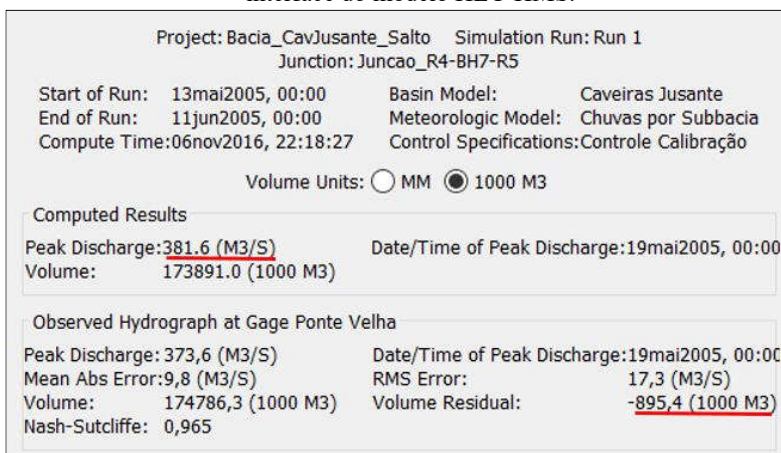 interface do modelo HEC-HMS.
Project: Bacia_CavJusante_Salto Simulation Run: Run 1
Junction: Juncao_R4-BH7-R5
Start of Run: 13mai2005, 00:00 Basin Model: Caveiras Jusante
End of Run: 11jun2005, 00:00 Meteorologic Model: Chuvas por Subbacia
Compute Time:06nov2016, 22:18:27 Control Specifications:Controle Calibração
Volume Units: MM 1000 M3
Computed Results
Peak Discharge:381.6 (M3/S) Date/Time of Peak Discharge:19mai2005, 00:00
Volume: 173891.0 (1000 M3)
Observed Hydrograph at Gage Ponte Velha
Peak Discharge:373,6 (M3/S) Date/Time of Peak Discharge:19mai2005, 00:00
Mean Abs Error:9,8 (M3/S) RMS Error: 17,3 (M3/S)
Volume: 174786,3 (1000 M3) Volume Residual: -895,4 (1000 M3)
Nash-Sutcliffe: 0,965